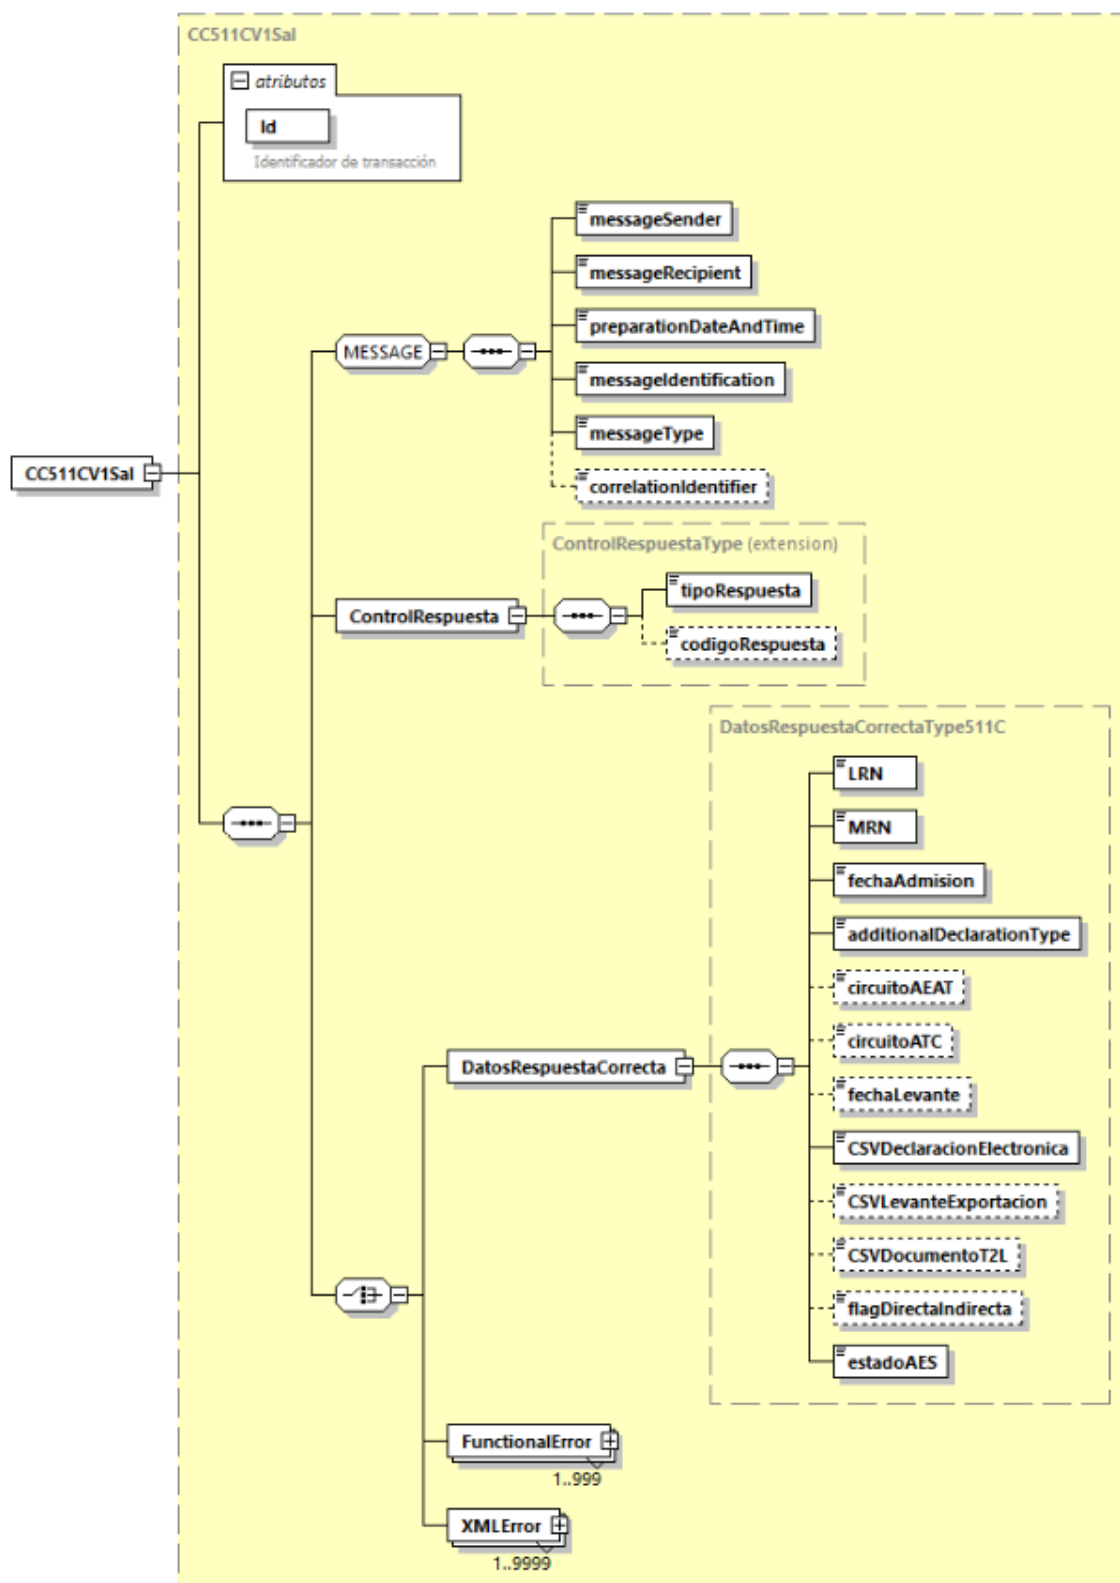 CC511CV1Sal
atributos
Id
Identificador de transacción
messageSender
messageRecipient
preparationDateAndTime
MESSAGE
messageIdentification
messageType
CC511CV1Sal
correlationIdentifier
ControlRespuestaType (extension)
tipoRespuesta
ControlRespuesta
codigoRespuesta
DatosRespuestaCorrectaType511C
LRN
MRN
fechaAdmision
additionalDeclarationType
circuitoAEAT
circuitoATC
DatosRespuestaCorrecta
fechaLevante
CSVDeclaracionElectronica
CSVLevanteExportacion
CSVDocumentoT2L
flagDirectaIndirecta
estadoAES
FunctionalError
1..999
XMLError
1..9999